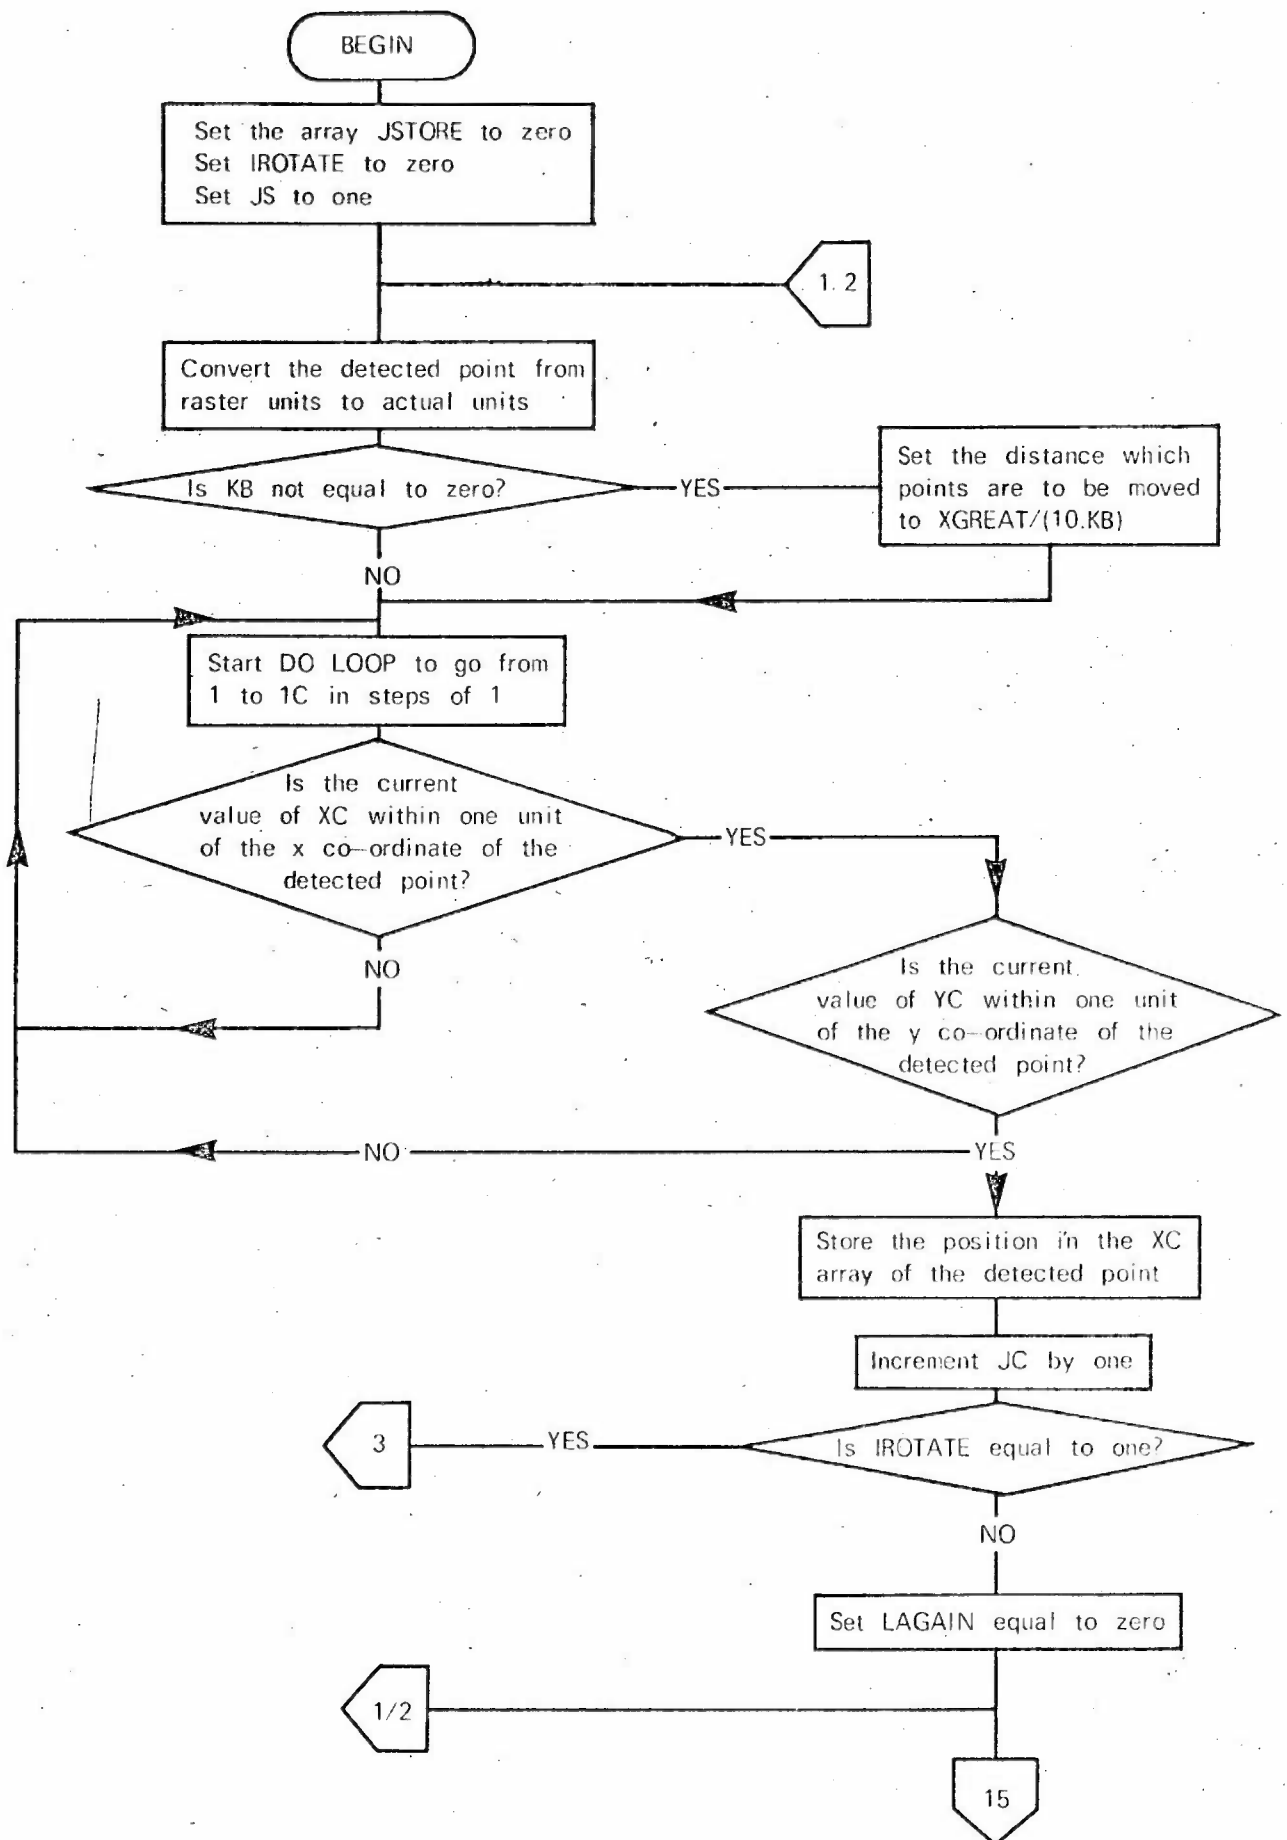 BEGIN
Set the array JSTORE to zero
Set IROTATE to zero
Set JS to one
1. 2
Convert the detected point from
raster units to actual units
Is KB not equal to zero?
YES
Set the distance which
points are to be moved
to XGREAT/(10.KB)
NO
Start DO LOOP to go from
1 to 1C in steps of 1
Is the current
value of XC within one unit
of the x co-ordinate of the
detected point?
YES
NO
Is the current
value of YC within one unit
of the y co-ordinate of the
detected point?
NO
YES
Store the position in the XC
array of the detected point
Increment JC by one
Is IROTATE equal to one?
YES
3
NO
Set LAGAIN equal to zero
1/2
15